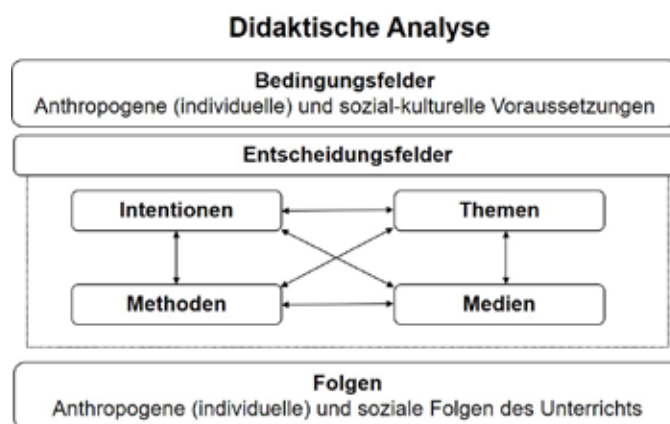 Didaktische Analyse
Bedingungsfelder
Anthropogene (individuelle) und sozial-kulturelle Voraussetzungen
Entscheidungsfelder
Intentionen
Themen
Methoden
Medien
Folgen
Anthropogene (individuelle) und soziale Folgen des Unterrichts